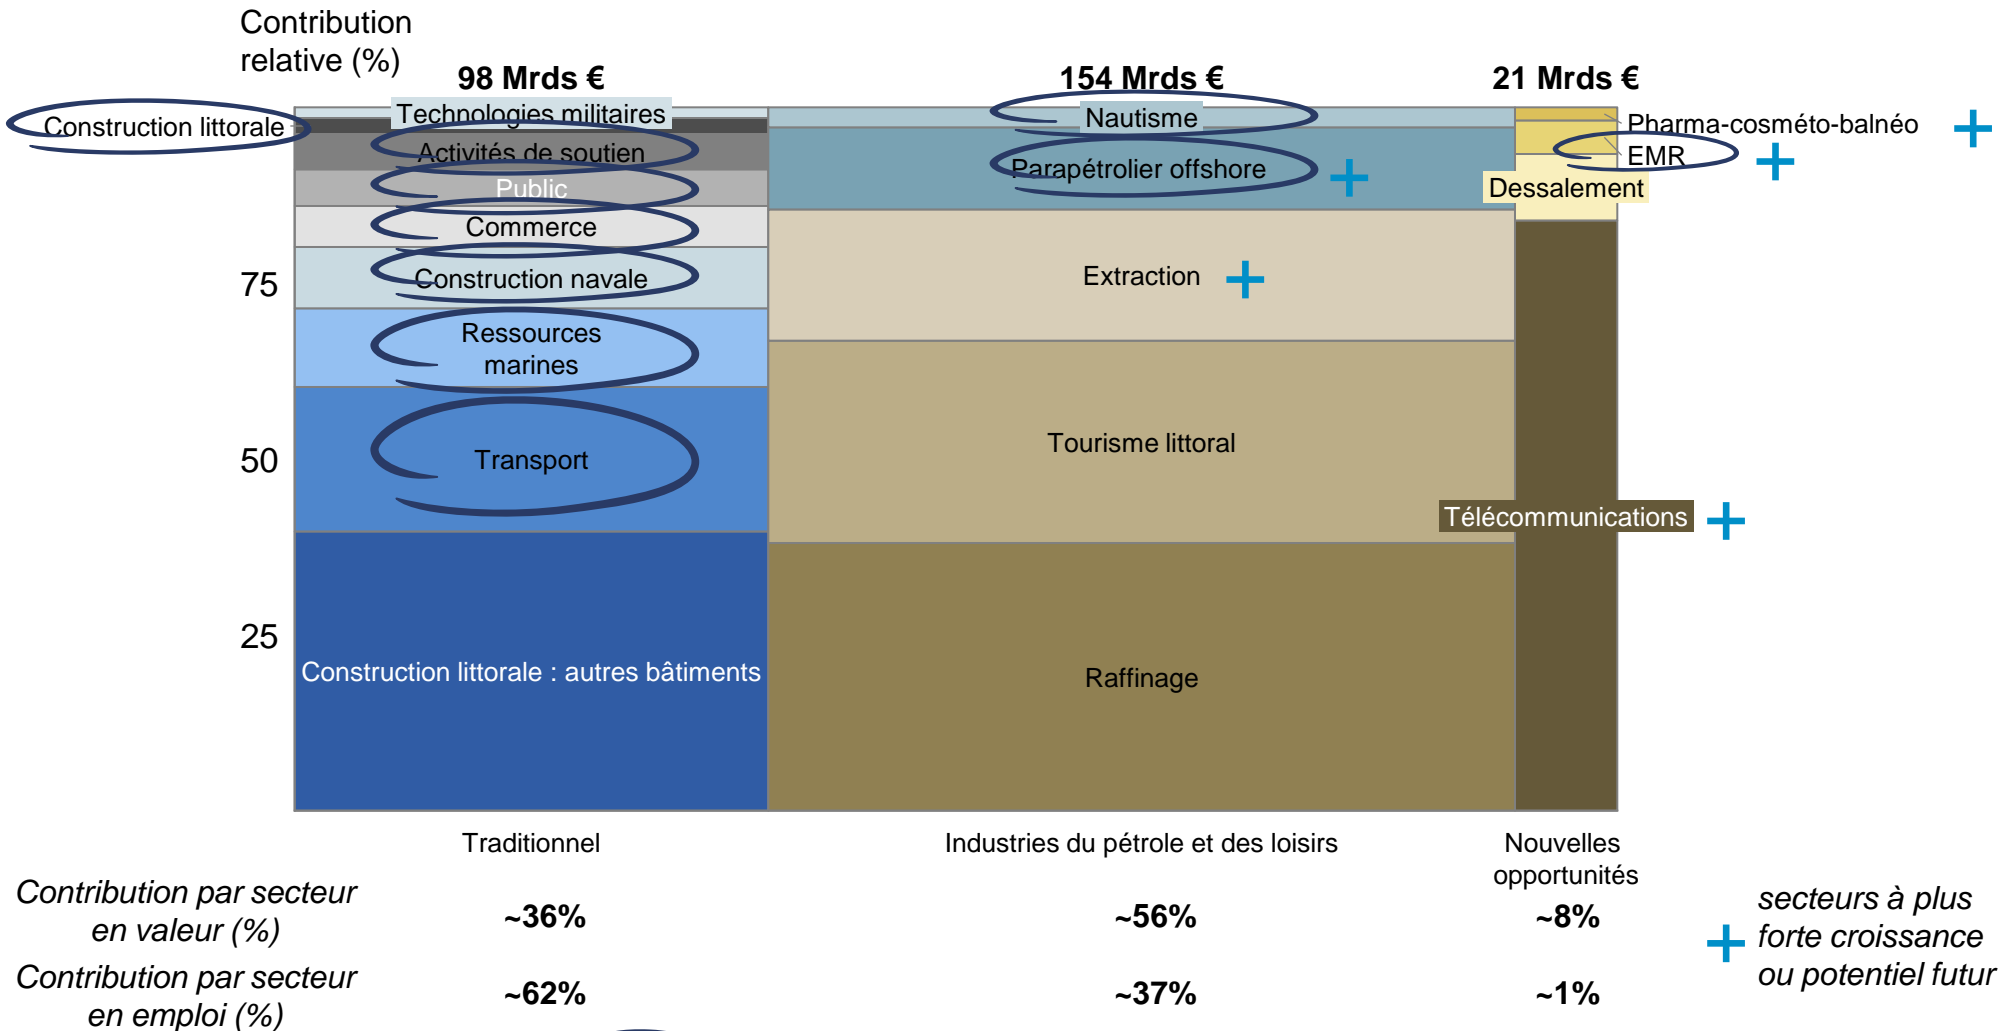 Contribution
relative (%)
98 Mrds €
154 Mrds €
21 Mrds €
Construction littorale
Technologies militaires
Nautisme
Pharma-cosméto-balnéo
Activités de soutien
Parapétrolier offshore
EMR
Public
Dessalement
Commerce
75
Construction navale
Extraction
Ressources
marines
50
Transport
Tourisme littoral
Télécommunications
25
Construction littorale : autres bâtiments
Raffinage
Traditionnel
Industries du pétrole et des loisirs
Nouvelles
opportunités
Contribution par secteur
en valeur (%)
~36%
~56%
~8%
secteurs à plus
forte croissance
ou potentiel futur
Contribution par secteur
en emploi (%)
~62%
~37%
~1%